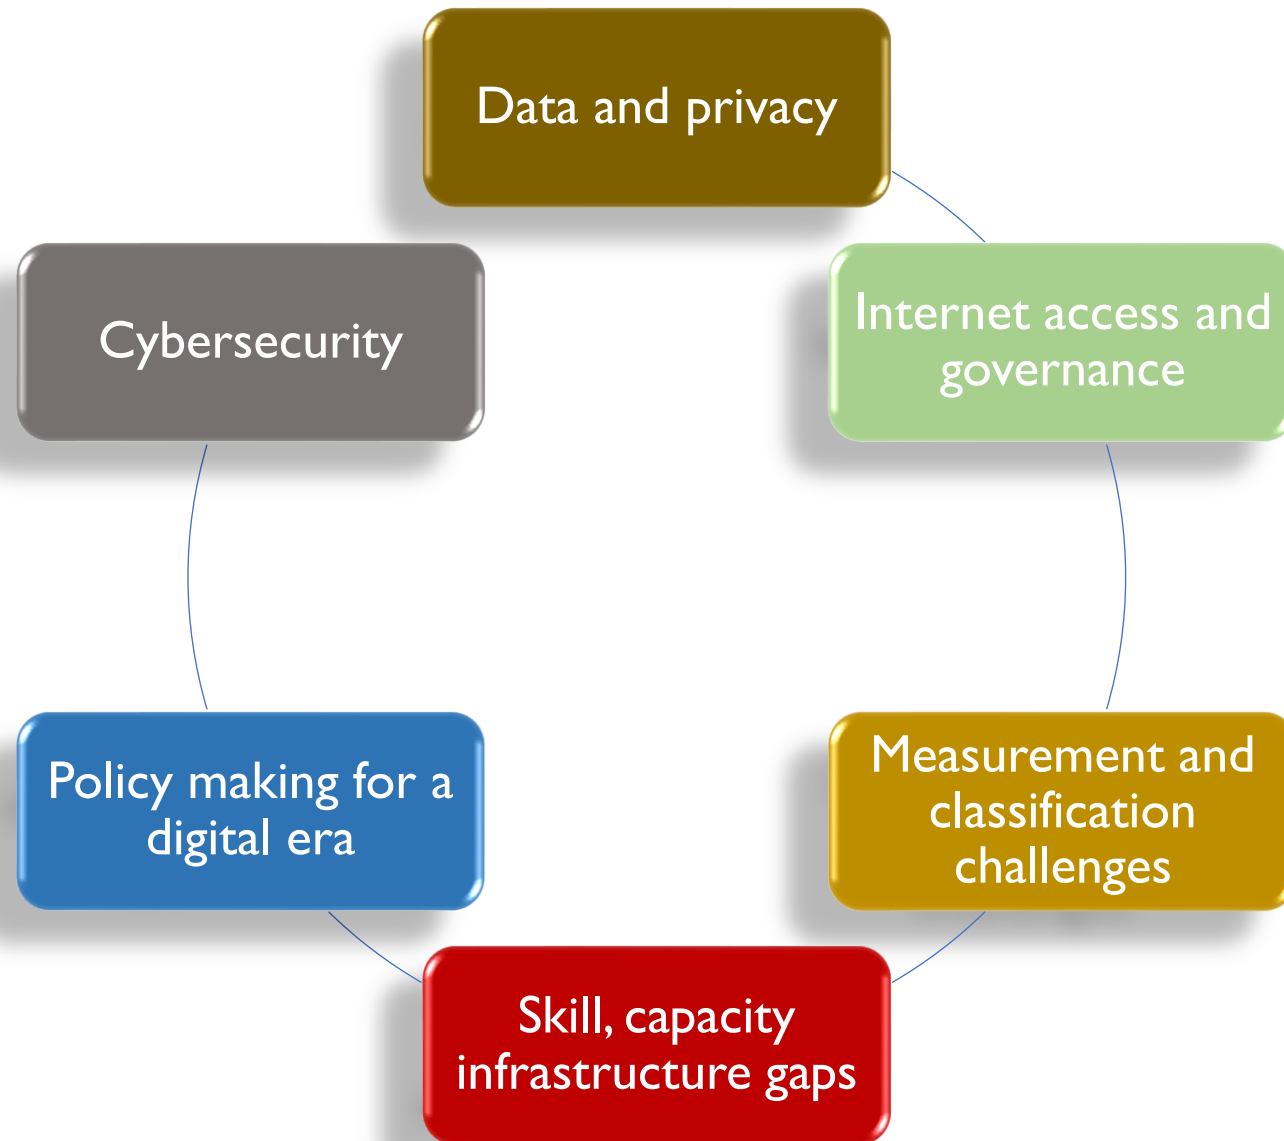 Data and privacy
Cybersecurity
Internet access and
governance
Policy making for a
digital era
Measurement and
classification
challenges
Skill, capacity
infrastructure gaps